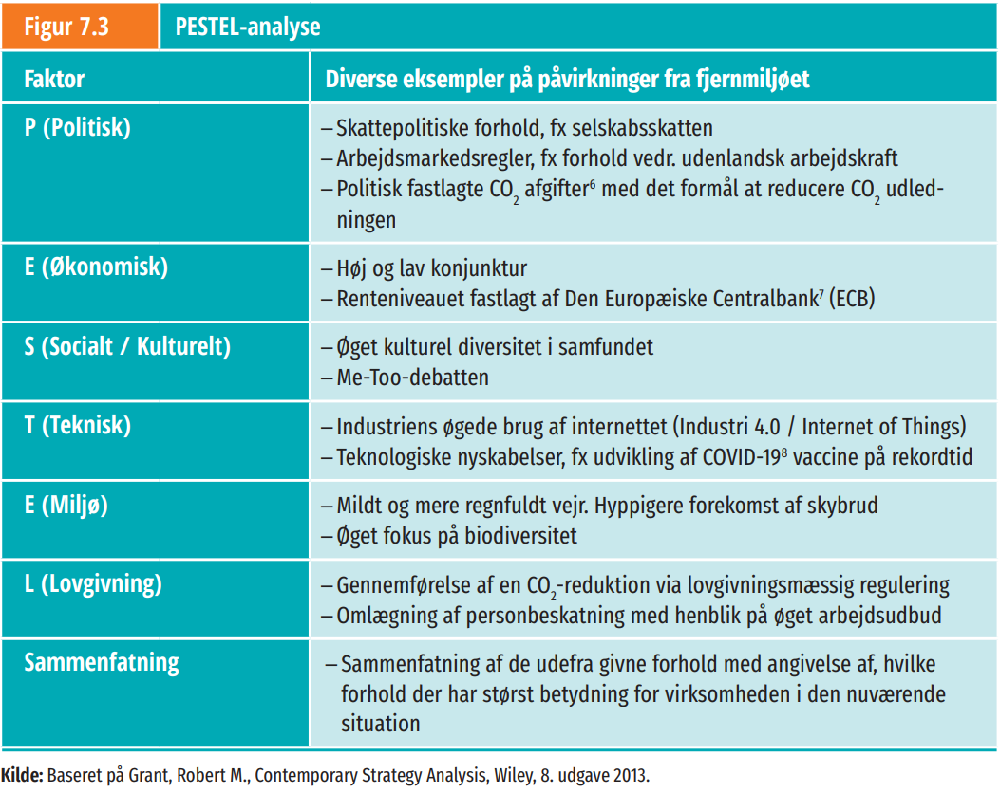 Figur 7.3 PESTEL-analyse
Faktor Diverse eksempler på påvirkninger fra fjernmiljøet
P (Politisk) – Skattepolitiske forhold, fx selskabsskatten
– Arbejdsmarkedsregler, fx forhold vedr. udenlandsk arbejdskraft
– Politisk fastlagte CO₂ afgifter⁶ med det formål at reducere CO₂ udled-
ningen
E (Økonomisk) – Høj og lav konjunktur
– Renteniveauet fastlagt af Den Europæiske Centralbank⁷ (ECB)
S (Socialt / Kulturelt) – Øget kulturel diversitet i samfundet
– Me-Too-debatten
T (Teknisk) – Industriens øgede brug af internettet (Industri 4.0 / Internet of Things)
– Teknologiske nyskabelser, fx udvikling af COVID-19⁸ vaccine på rekordtid
E (Miljø) – Mildt og mere regnfuldt vejr. Hyppigere forekomst af skybrud
– Øget fokus på biodiversitet
L (Lovgivning) – Gennemførelse af en CO₂-reduktion via lovgivningsmæssig regulering
– Omlægning af personbeskatning med henblik på øget arbejdsudbud
Sammenfatning – Sammenfatning af de udefra givne forhold med angivelse af, hvilke
forhold der har størst betydning for virksomheden i den nuværende
situation
Kilde: Baseret på Grant, Robert M., Contemporary Strategy Analysis, Wiley, 8. udgave 2013.